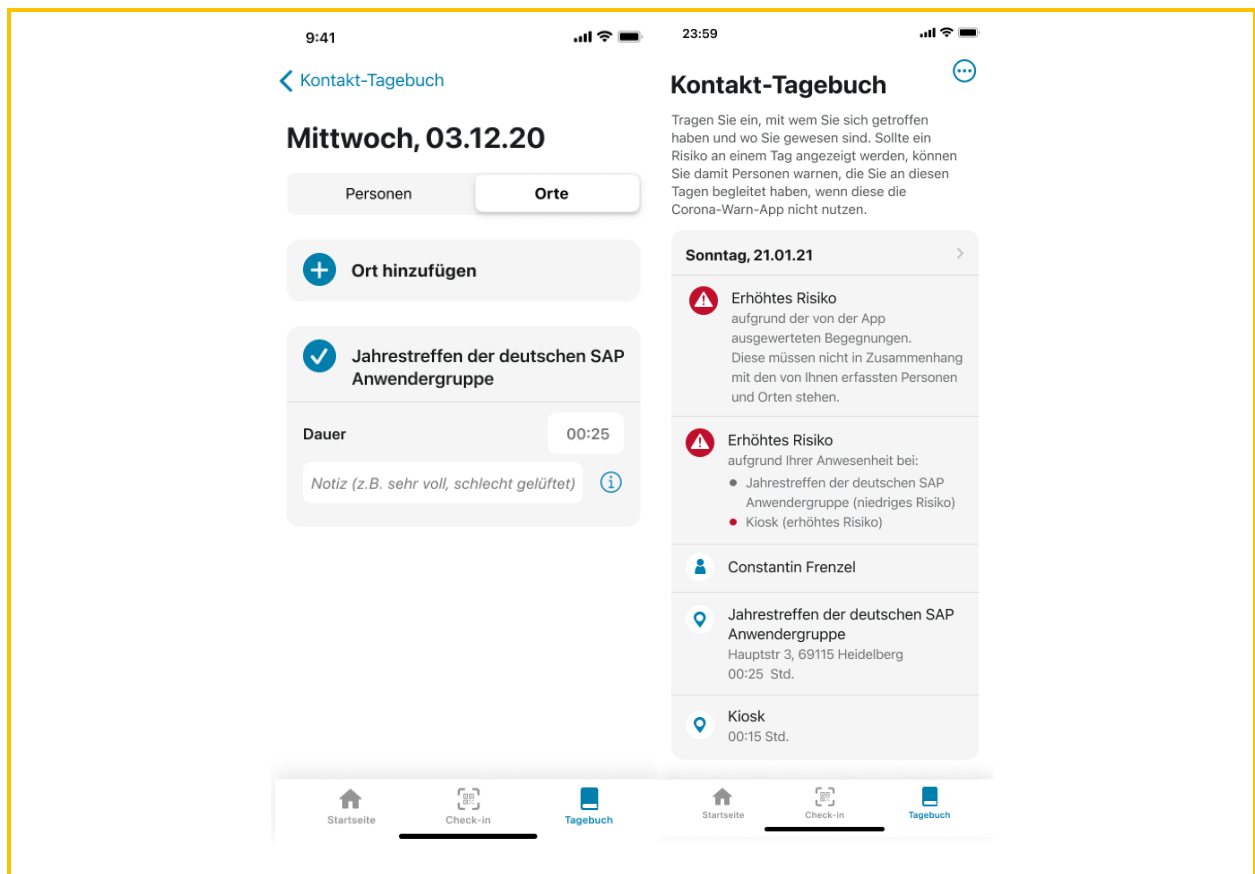 9:41
Kontakt-Tagebuch
Mittwoch, 03.12.20
Personen
Orte
Ort hinzufügen
Jahrestreffen der deutschen SAP
Anwendergruppe
Dauer
00:25
Notiz (z.B. sehr voll, schlecht gelüftet)
Startseite
Check-in
Tagebuch
23:59
Kontakt-Tagebuch
Tragen Sie ein, mit wem Sie sich getroffen
haben und wo Sie gewesen sind. Sollte ein
Risiko an einem Tag angezeigt werden, können
Sie damit Personen warnen, die Sie an diesen
Tagen begleitet haben, wenn diese die
Corona-Warn-App nicht nutzen.
Sonntag, 21.01.21
Erhöhtes Risiko
aufgrund der von der App
ausgewerteten Begegnungen.
Diese müssen nicht in Zusammenhang
mit den von Ihnen erfassten Personen
und Orten stehen.
Erhöhtes Risiko
aufgrund Ihrer Anwesenheit bei:
Jahrestreffen der deutschen SAP
Anwendergruppe (niedriges Risiko)
Kiosk (erhöhtes Risiko)
Constantin Frenzel
Jahrestreffen der deutschen SAP
Anwendergruppe
Hauptstr 3, 69115 Heidelberg
00:25 Std.
Kiosk
00:15 Std.
Startseite
Check-in
Tagebuch